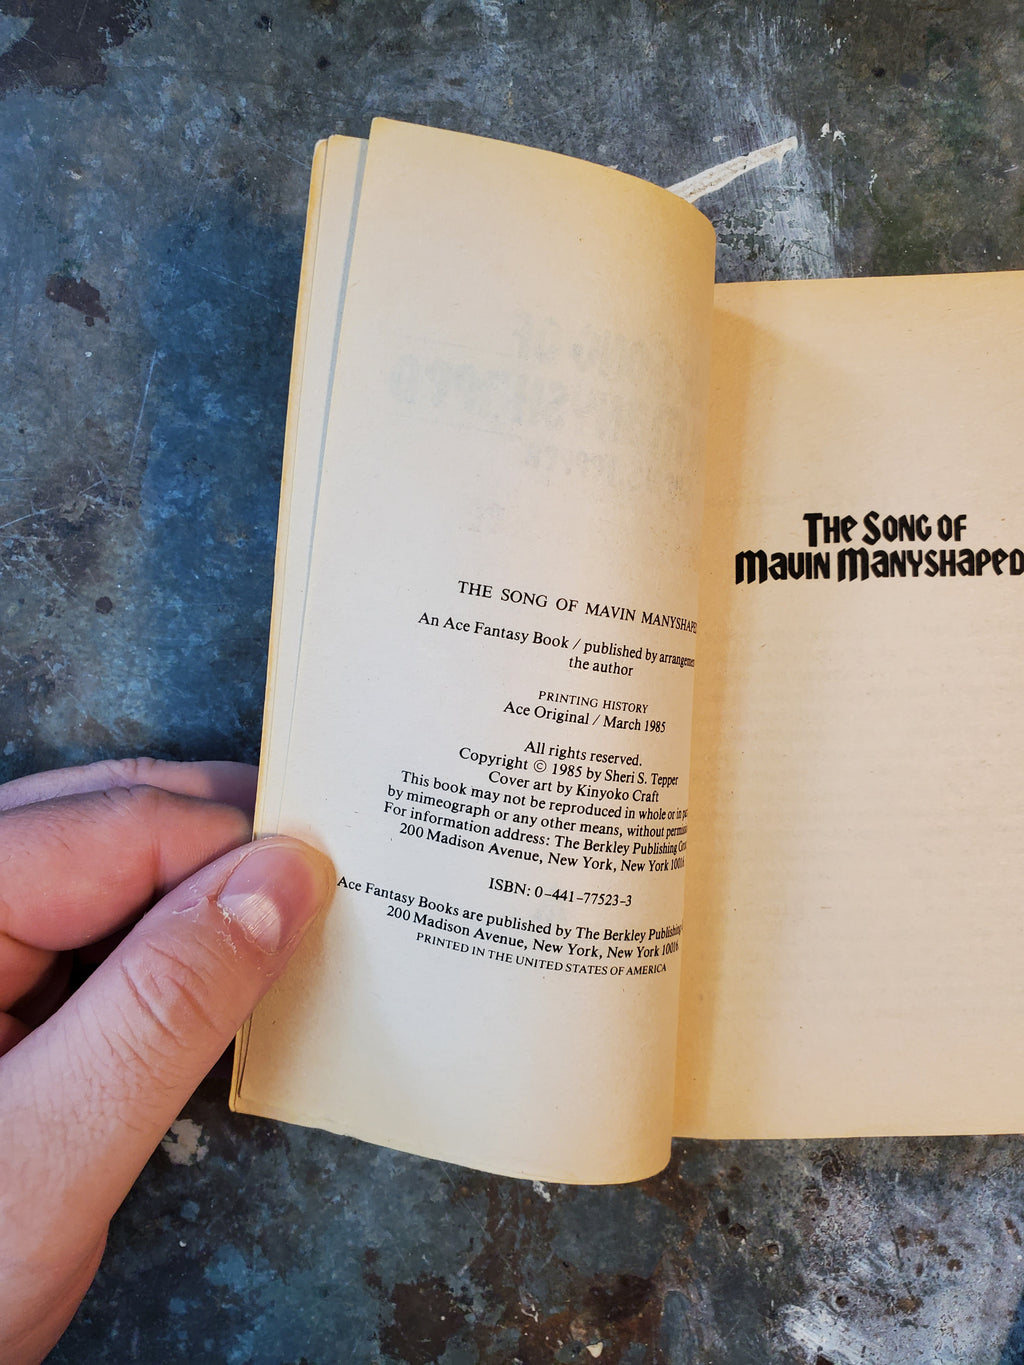 THE SONG OF MAVIN MANYSHAPE
An Ace Fantasy Book / published by arrangemen
the author
PRINTING HISTORY
Ace Original / March 1985
All rights reserved.
Copyright © 1985 by Sheri S. Tepper
Cover art by Kinyoko Craft
This book may not be reproduced in whole or in pa
by mimeograph or any other means, without permiss
For information address: The Berkley Publishing Gro
200 Madison Avenue, New York, New York 10016
ISBN: 0-441-77523-3
Ace Fantasy Books are published by The Berkley Publishing
200 Madison Avenue, New York, New York 10016
PRINTED IN THE UNITED STATES OF AMERICA
The Song of
Mavin Manyshaped